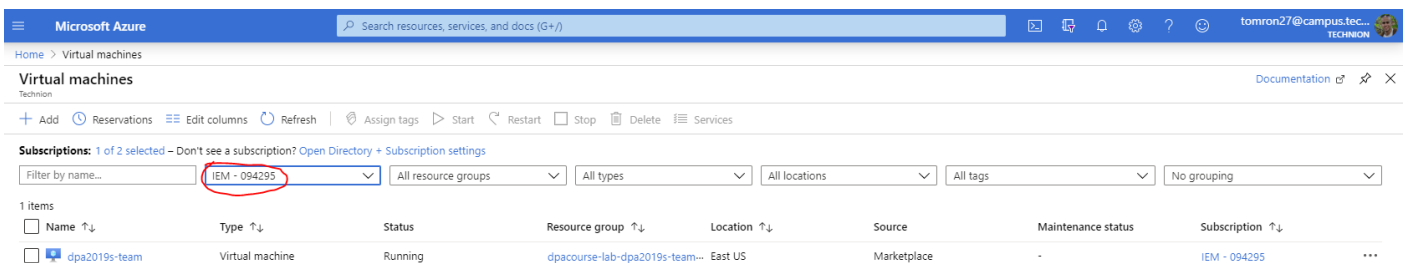 Microsoft Azure
Search resources, services, and docs (G+/)
tomron27@campus.tec...
TECHNION
Home > Virtual machines
Virtual machines
Technion
Documentation
+ Add Reservations Edit columns Refresh Assign tags Start Restart Stop Delete Services
Subscriptions: 1 of 2 selected – Don't see a subscription? Open Directory + Subscription settings
Filter by name... IEM - 094295 All resource groups All types All locations All tags No grouping
1 items
Name ↑↓ Type ↑↓ Status Resource group ↑↓ Location ↑↓ Source Maintenance status Subscription ↑↓
dpa2019s-team Virtual machine Running dpacourse-lab-dpa2019s-team... East US Marketplace - IEM - 094295 ...